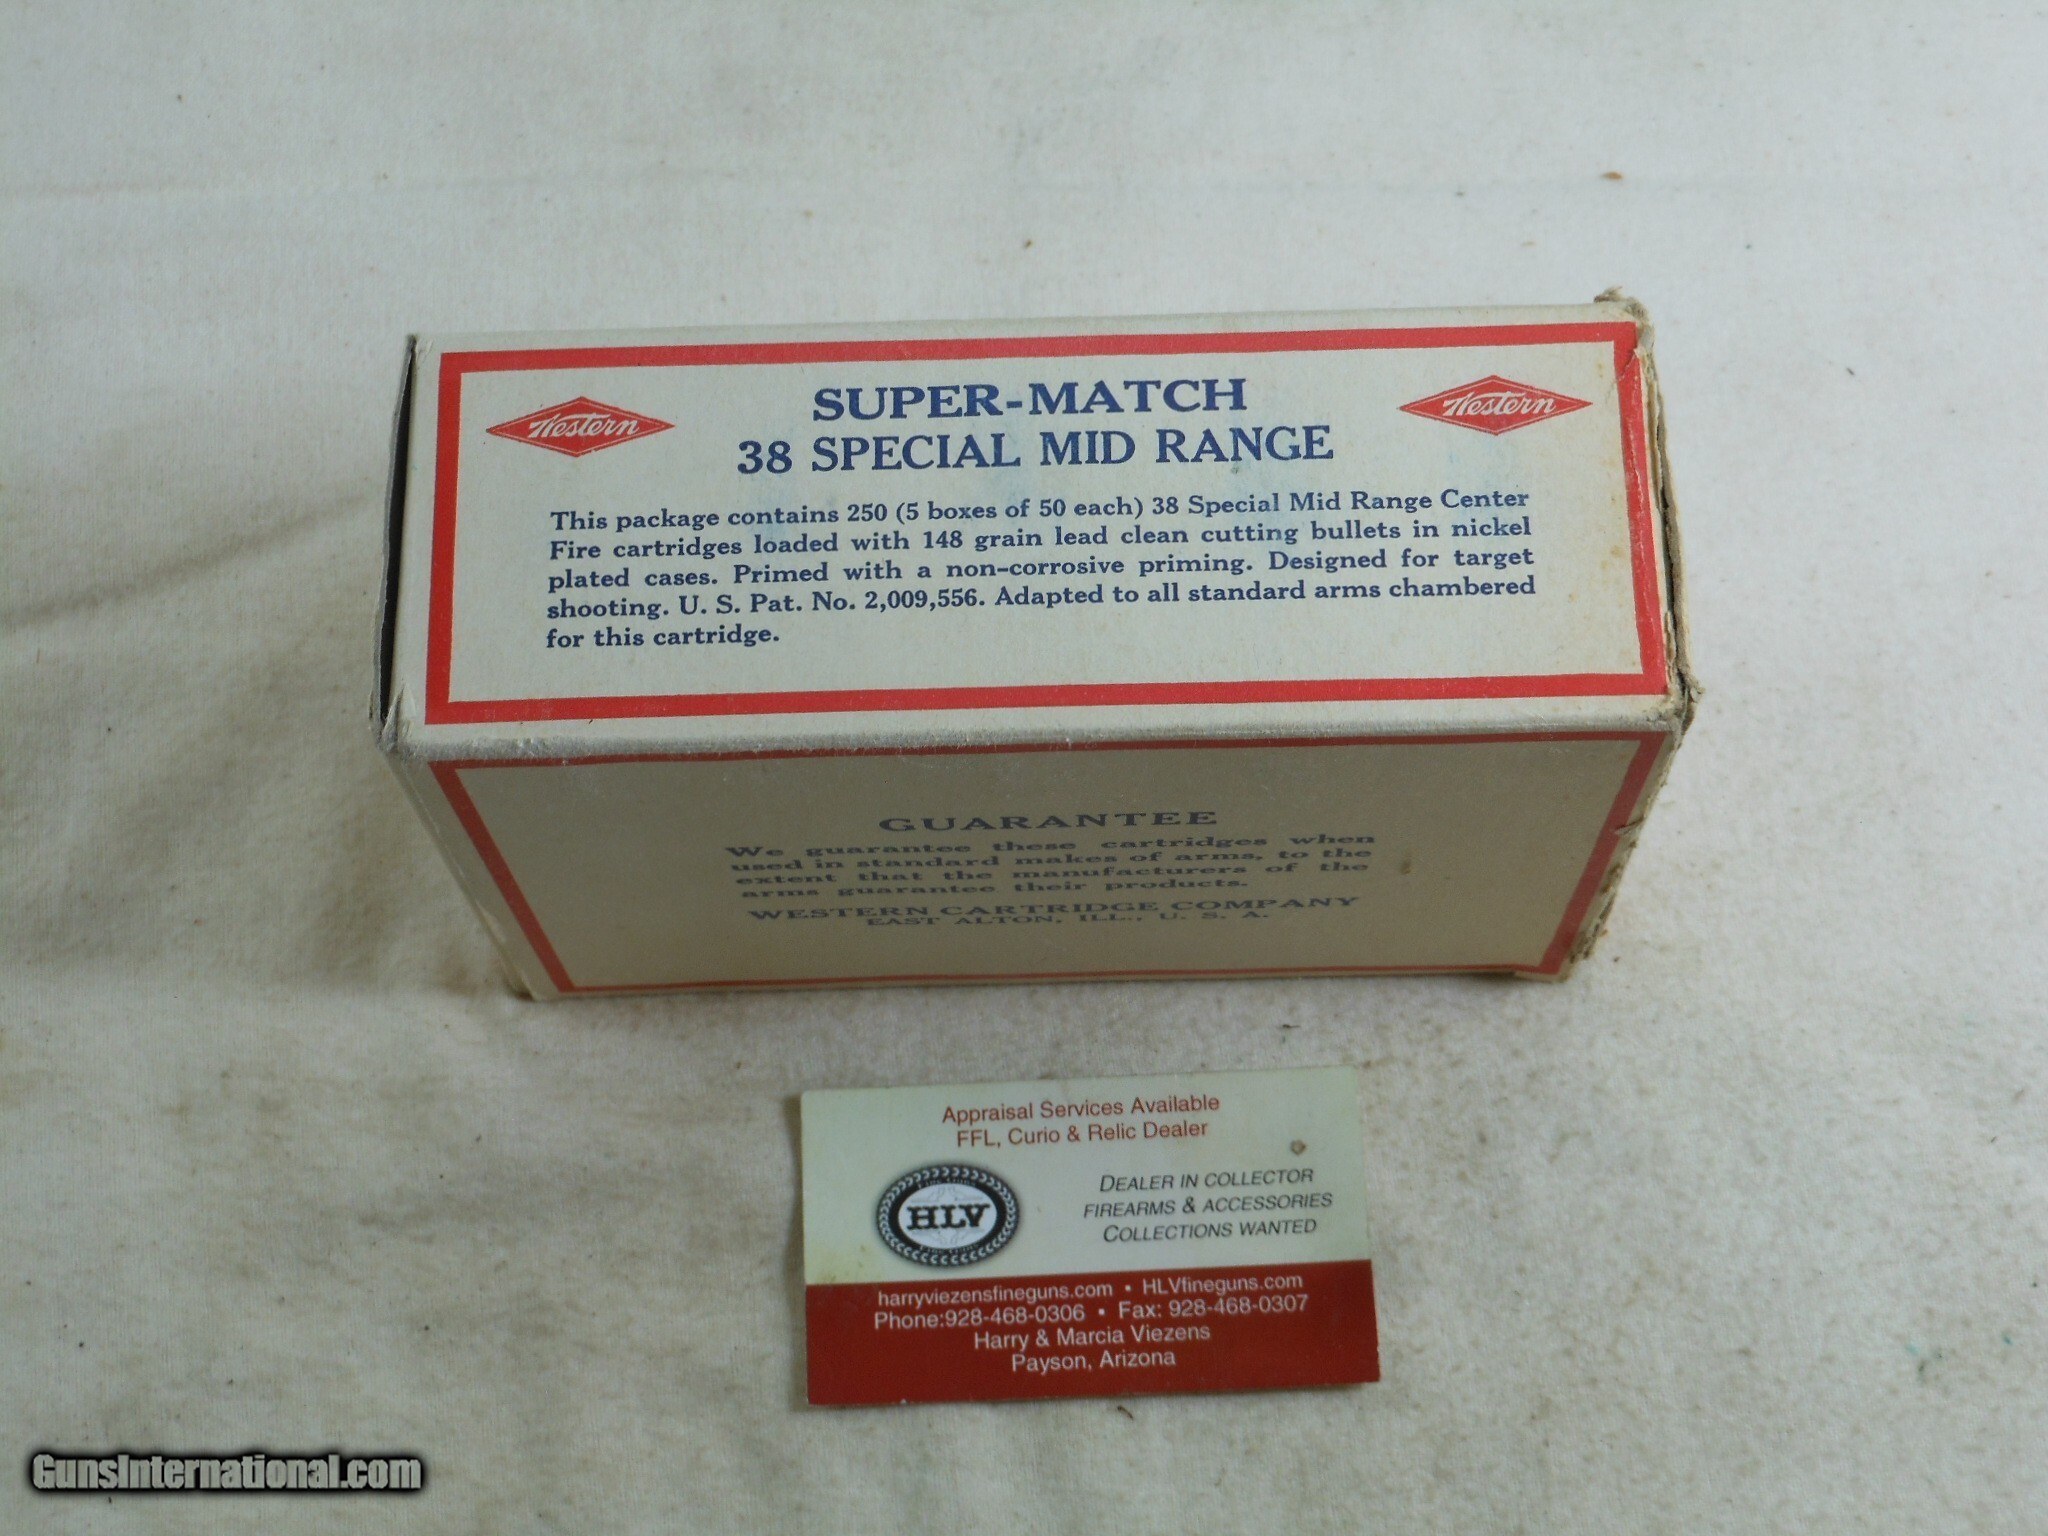 Western
SUPER-MATCH
Western
38 SPECIAL MID RANGE
This package contains 250 (5 boxes of 50 each) 38 Special Mid Range Center
Fire cartridges loaded with 148 grain lead clean cutting bullets in nickel
plated cases. Primed with a non-corrosive priming. Designed for target
shooting. U. S. Pat. No. 2,009,556. Adapted to all standard arms chambered
for this cartridge.
GUARANTEE
We guarantee these cartridges when
used in standard makes of arms, to the
extent that the manufacturers of the
arms guarantee their products.
WESTERN CARTRIDGE COMPANY
EAST ALTON, ILL., U. S. A.
Appraisal Services Available
FFL, Curio & Relic Dealer
HLV
DEALER IN COLLECTOR
FIREARMS & ACCESSORIES
COLLECTIONS WANTED
harryviezensfineguns.com • HLVfineguns.com
Phone:928-468-0306 • Fax: 928-468-0307
Harry & Marcia Viezens
Payson, Arizona
GunsInternational.com